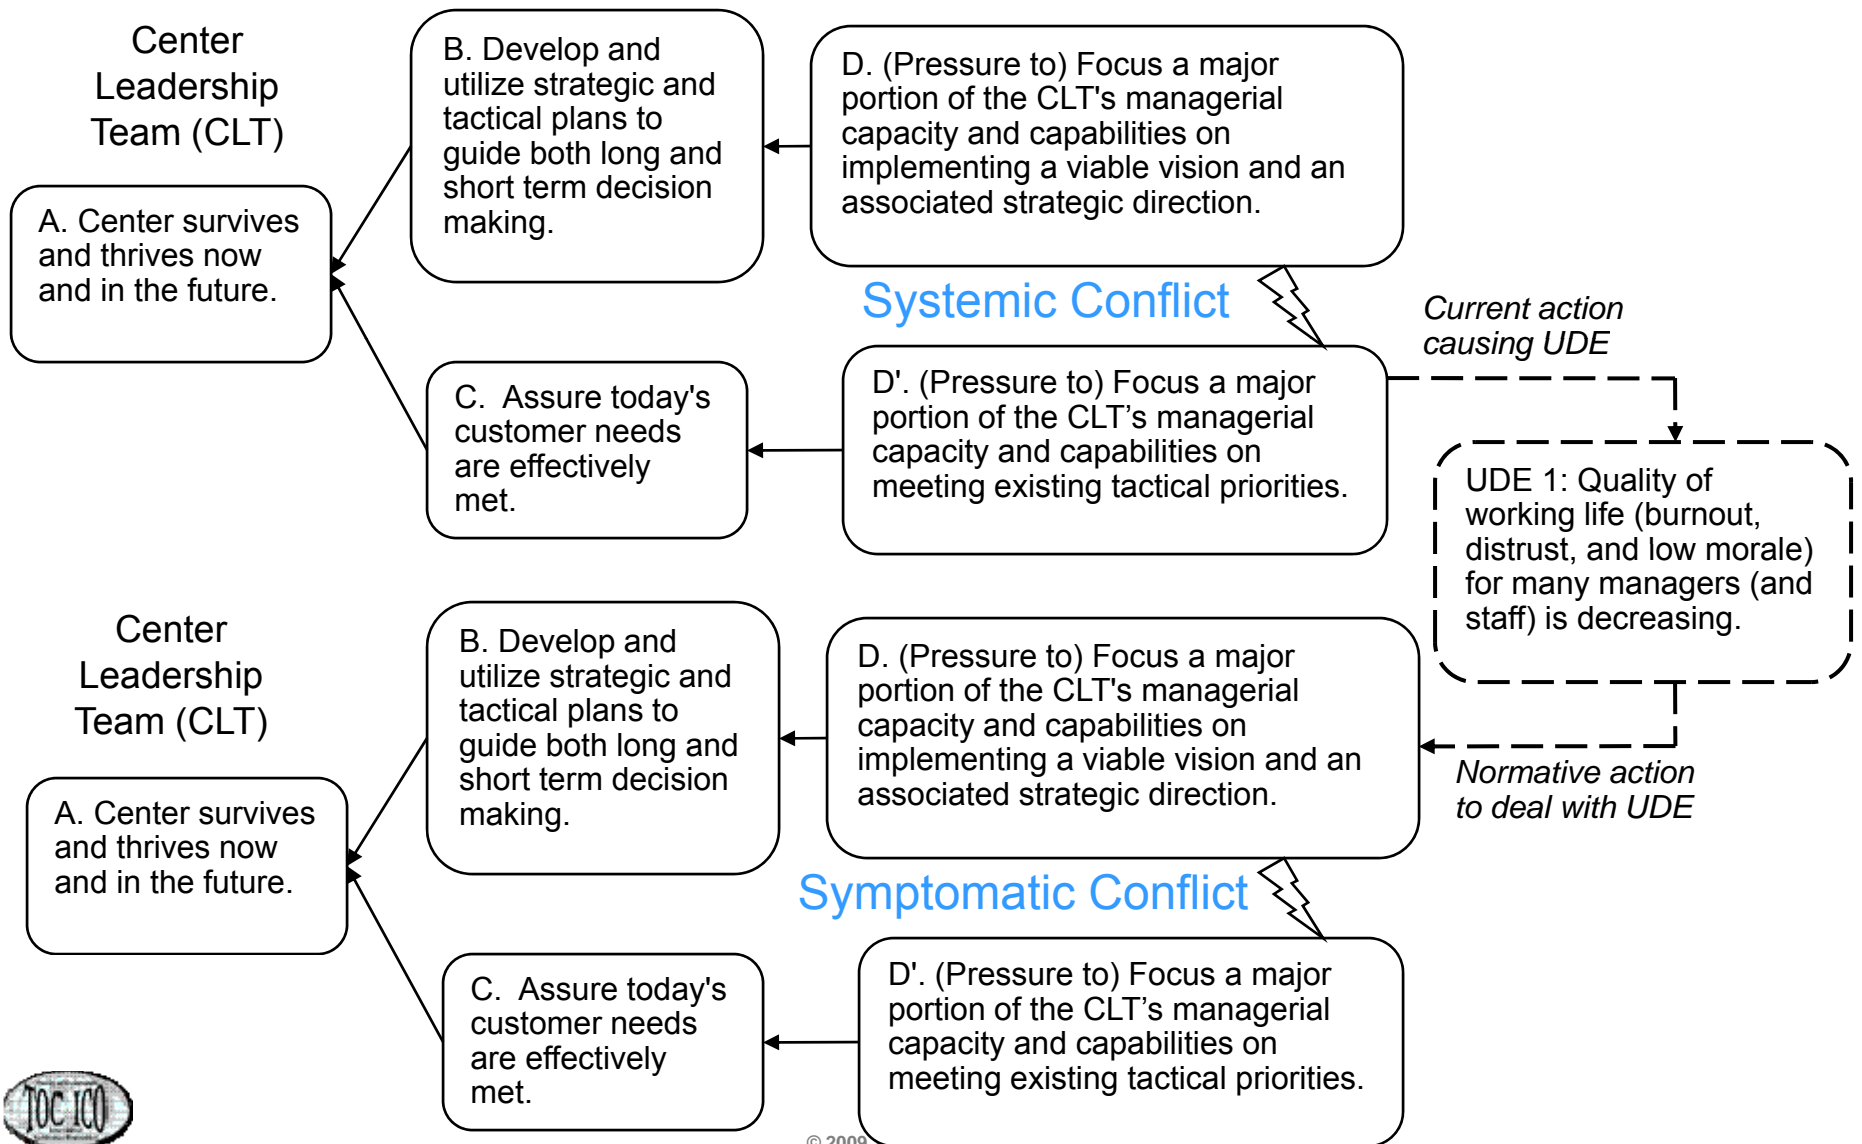 Center
Leadership
Team (CLT)
A. Center survives
and thrives now
and in the future.
B. Develop and
utilize strategic and
tactical plans to
guide both long and
short term decision
making.
D. (Pressure to) Focus a major
portion of the CLT's managerial
capacity and capabilities on
implementing a viable vision and an
associated strategic direction.
Systemic Conflict
C.  Assure today's
customer needs
are effectively
met.
D'. (Pressure to) Focus a major
portion of the CLT’s managerial
capacity and capabilities on
meeting existing tactical priorities.
Current action
causing UDE
UDE 1: Quality of
working life (burnout,
distrust, and low morale)
for many managers (and
staff) is decreasing.
Normative action
to deal with UDE
Center
Leadership
Team (CLT)
A. Center survives
and thrives now
and in the future.
B. Develop and
utilize strategic and
tactical plans to
guide both long and
short term decision
making.
D. (Pressure to) Focus a major
portion of the CLT's managerial
capacity and capabilities on
implementing a viable vision and an
associated strategic direction.
Symptomatic Conflict
C.  Assure today's
customer needs
are effectively
met.
D'. (Pressure to) Focus a major
portion of the CLT’s managerial
capacity and capabilities on
meeting existing tactical priorities.
TOC ICO
© 2009